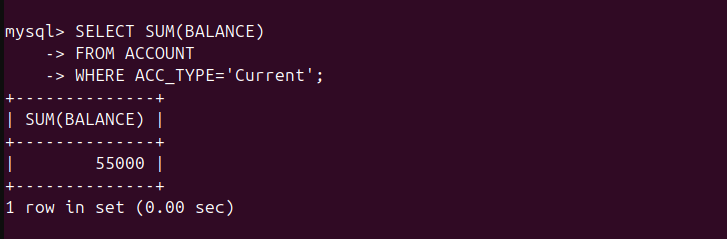 mysql> SELECT SUM(BALANCE)
    -> FROM ACCOUNT
    -> WHERE ACC_TYPE='Current';
+--------------+
| SUM(BALANCE) |
+--------------+
|        55000 |
+--------------+
1 row in set (0.00 sec)